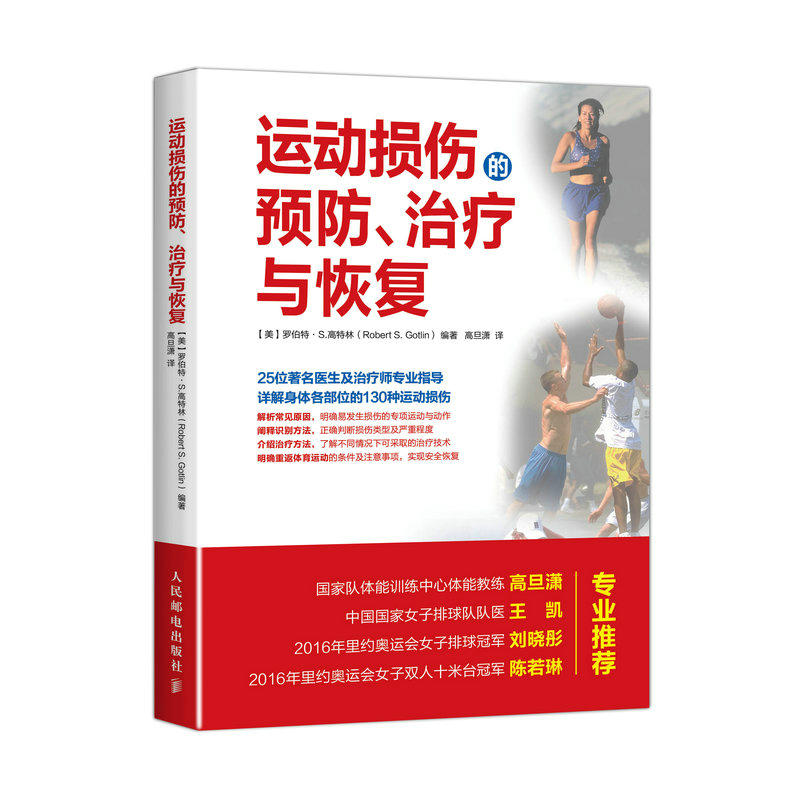 运动损伤的
预防、治疗
与恢复
【美】罗伯特·S.高特林（Robert S. Gotlin） 编著 高旦潇 译
25位著名医生及治疗师专业指导
详解身体各部位的130种运动损伤
解析常见原因，明确易发生损伤的专项运动与动作
阐释识别方法，正确判断损伤类型及严重程度
介绍治疗方法，了解不同情况下可采取的治疗技术
明确重返体育运动的条件及注意事项，实现安全恢复
国家队体能训练中心体能教练 高旦潇
中国国家女子排球队队医 王 凯
2016年里约奥运会女子排球冠军 刘晓彤
2016年里约奥运会女子双人十米台冠军 陈若琳
专业推荐
运动损伤的预防、治疗与恢复
【美】罗伯特·S.高特林（Robert S. Gotlin） 编著
高旦潇 译
人民邮电出版社